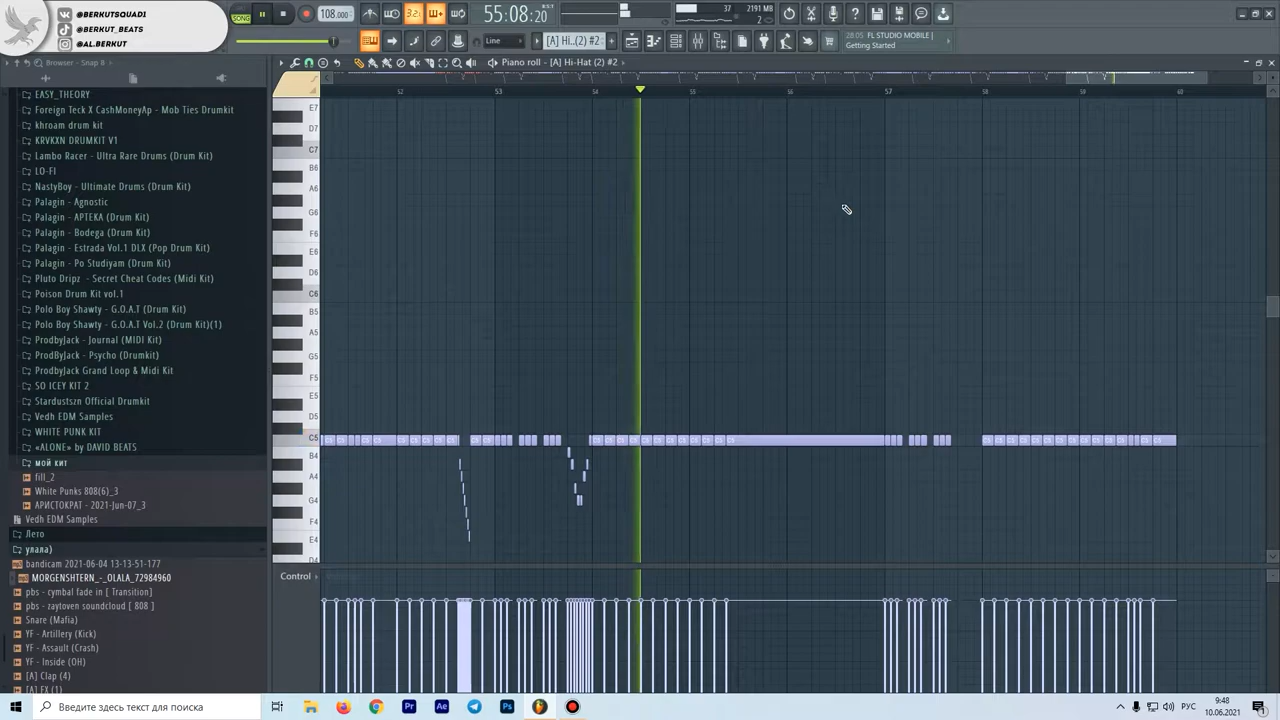 @BERKUTSQUADI
@BERKUT_BEATS
@AL.BERKUT
SONG
108.000
55:08:20
37
2191 MB
Line
[A] Hi..(2) #2
28:05 FL STUDIO MOBILE |
Getting Started
Browser - Snap 8
Piano roll - [A] Hi-Hat (2) #2
52
53
54
55
56
57
58
59
60
EASY_THEORY
Foreign Teck X CashMoneyAp - Mob Ties Drumkit
khroam drum kit
KRVKXN DRUMKIT V1
Lambo Racer - Ultra Rare Drums (Drum Kit)
LO-FI
NastyBoy - Ultimate Drums (Drum Kit)
Palagin - Agnostic
Palagin - APTEKA (Drum Kit)
Palagin - Bodega (Drum Kit)
Palagin - Estrada Vol.1 DLX (Pop Drum Kit)
Palagin - Po Studiyam (Drum Kit)
Pluto Dripz - Secret Cheat Codes (Midi Kit)
Poison Drum Kit vol.1
Polo Boy Shawty - G.O.A.T (Drum Kit)
Polo Boy Shawty - G.O.A.T Vol.2 (Drum Kit)(1)
ProdbyJack - Journal (MIDI Kit)
ProdbyJack - Psycho (Drumkit)
ProdbyJack Grand Loop & Midi Kit
SO ICEY KIT 2
Stardustszn Official Drumkit
Vedh EDM Samples
WHITE PUNK KIT
«ALONE» by DAVID BEATS
мой кит
fill_2
White Punks 808(6)_3
АРИСТОКРАТ - 2021-Jun-07_3
Vedh EDM Samples
Лето
улала)
bandicam 2021-06-04 13-13-51-177
MORGENSHTERN_-_OLALA_72984960
pbs - cymbal fade in [ Transition]
pbs - zaytoven soundcloud [ 808 ]
Snare (Mafia)
YF - Artillery (Kick)
YF - Assault (Crash)
YF - Inside (OH)
[A] Clap (4)
[A] FX (1)
E7
D7
C7
B6
A6
G6
F6
E6
D6
C6
B5
A5
G5
F5
E5
D5
C5
B4
A4
G4
F4
E4
D4
Control
Введите здесь текст для поиска
Pr
Ae
Ps
РУС
9:48
10.06.2021